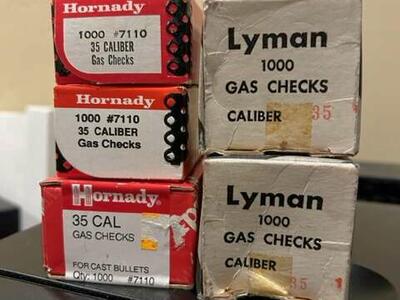 Hornady
1000 #7110
35 CALIBER
Gas Checks
Hornady
1000 #7110
35 CALIBER
Gas Checks
Hornady
35 CAL
GAS CHECKS
FOR CAST BULLETS
Qty. 1000 #7110
Lyman
1000
GAS CHECKS
CALIBER 35
Lyman
1000
GAS CHECKS
CALIBER 35